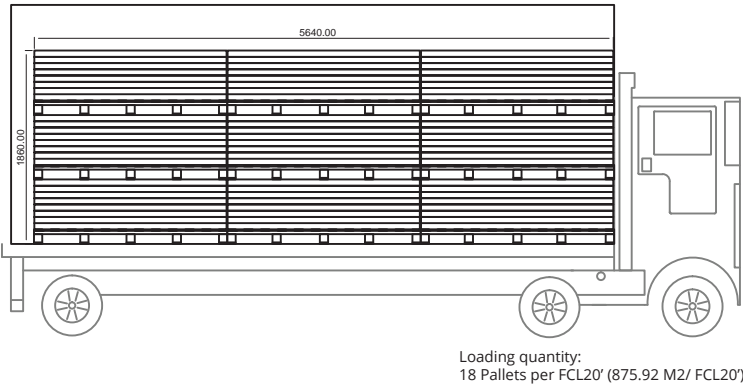 5640.00
1860.00
Loading quantity:
18 Pallets per FCL20' (875.92 M2/ FCL20')